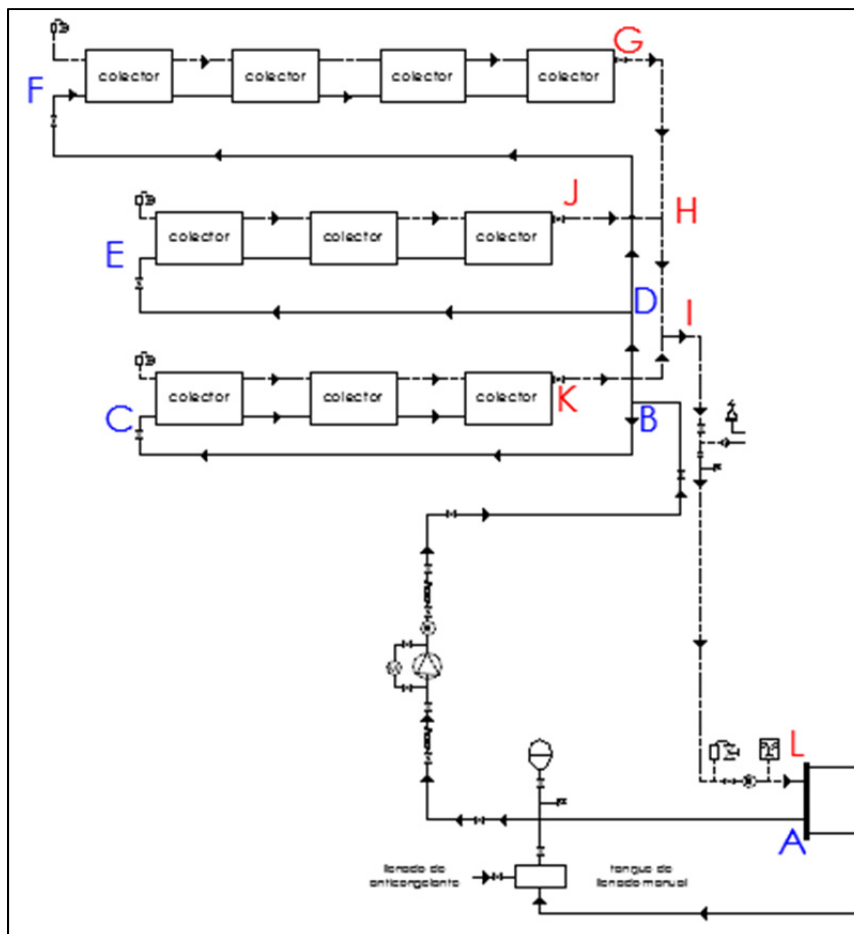 G
colector colector colector colector
F
J
H
colector colector colector
E
D
I
colector colector colector
K
C
B
L
A
llenado de
anticongelante
tanque de
llenado manual